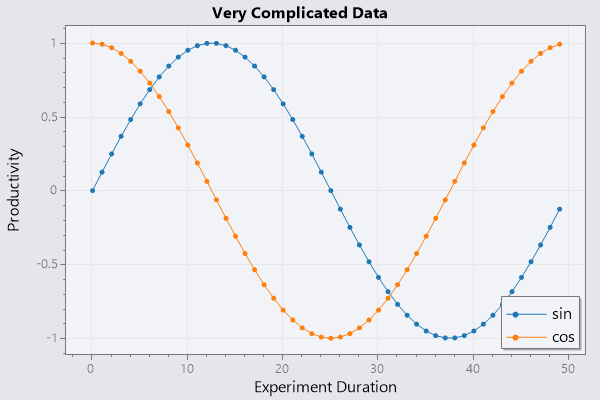 Very Complicated Data
1
0.5
0
-0.5
-1
Productivity
sin
cos
0
10
20
30
40
50
Experiment Duration